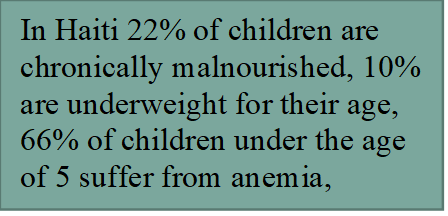 In Haiti 22% of children are
chronically malnourished, 10%
are underweight for their age,
66% of children under the age
of 5 suffer from anemia,